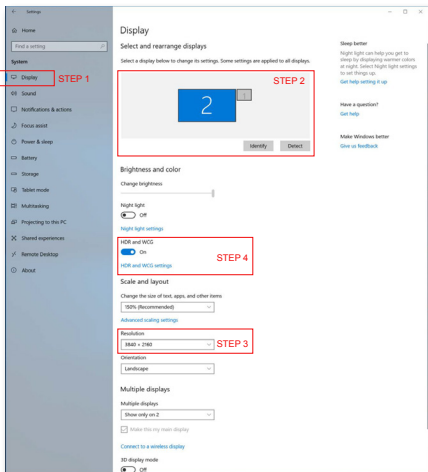 Settings
Home
Find a setting
System
Display
STEP 1
Sound
Notifications & actions
Focus assist
Power & sleep
Battery
Storage
Tablet mode
Multitasking
Projecting to this PC
Shared experiences
Remote Desktop
About
Display
Select and rearrange displays
Select a display below to change its settings. Some settings are applied to all displays.
STEP 2
2
1
Identify
Detect
Brightness and color
Change brightness
Night light
Off
Night light settings
HDR and WCG
On
STEP 4
HDR and WCG settings
Scale and layout
Change the size of text, apps, and other items
150% (Recommended)
Advanced scaling settings
Resolution
3840 × 2160
STEP 3
Orientation
Landscape
Multiple displays
Multiple displays
Show only on 2
Make this my main display
Connect to a wireless display
3D display mode
Off
Sleep better
Night light can help you get to
sleep by displaying warmer colors
at night. Select Night light settings
to set things up.
Get help setting it up
Have a question?
Get help
Make Windows better
Give us feedback